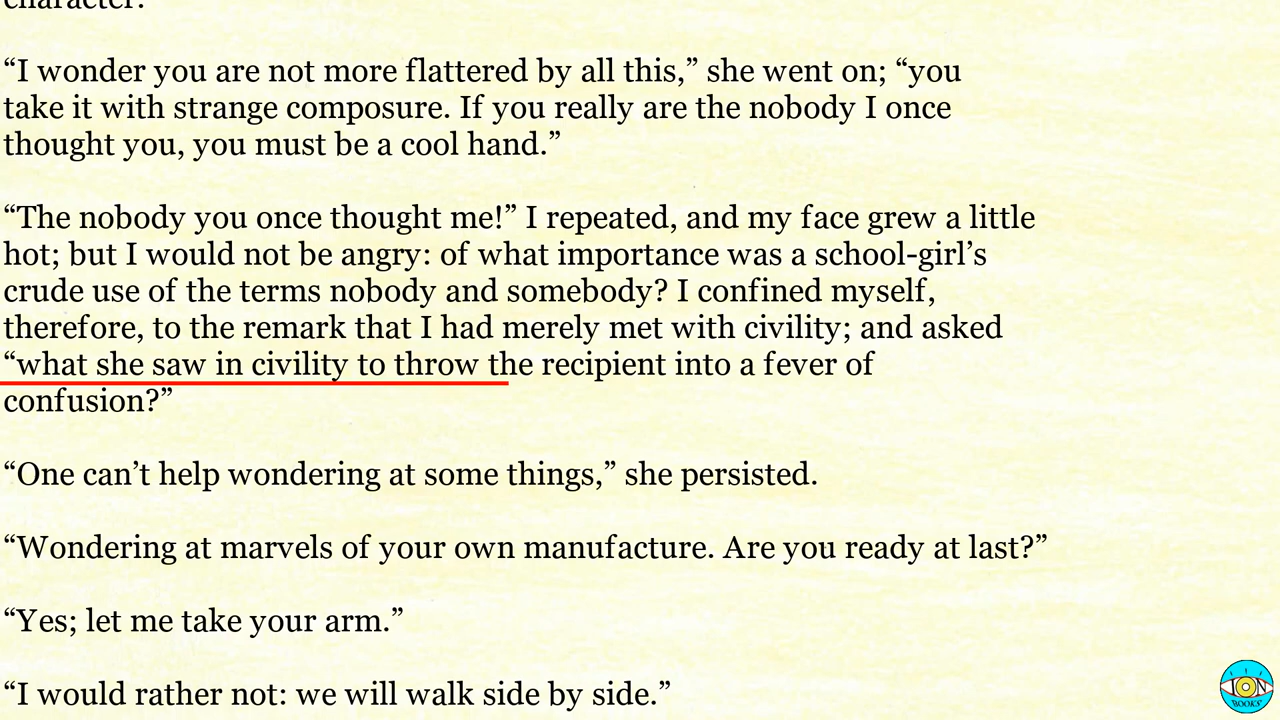 character.
“I wonder you are not more flattered by all this,” she went on; “you
take it with strange composure. If you really are the nobody I once
thought you, you must be a cool hand.”
“The nobody you once thought me!” I repeated, and my face grew a little
hot; but I would not be angry: of what importance was a school-girl’s
crude use of the terms nobody and somebody? I confined myself,
therefore, to the remark that I had merely met with civility; and asked
“what she saw in civility to throw the recipient into a fever of
confusion?”
“One can’t help wondering at some things,” she persisted.
“Wondering at marvels of your own manufacture. Are you ready at last?”
“Yes; let me take your arm.”
“I would rather not: we will walk side by side.”
ION
BOOKS